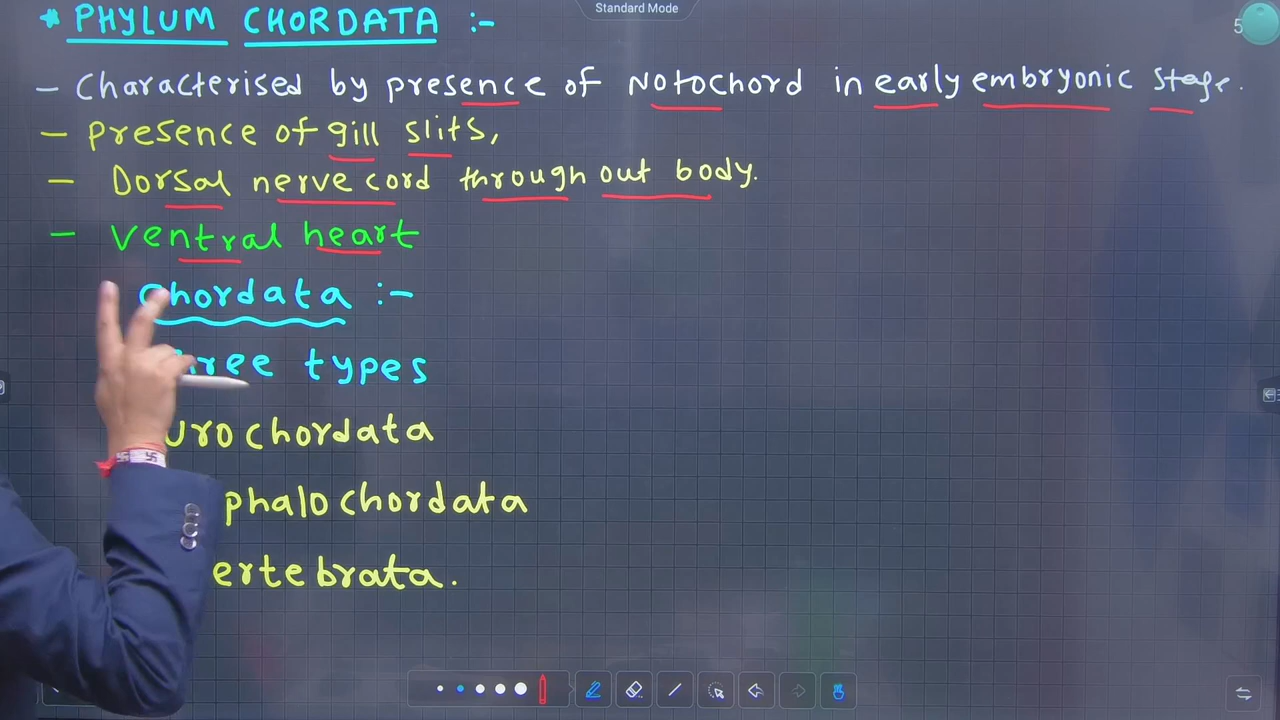 Standard Mode
5
* PHYLUM CHORDATA :-
- Characterised by presence of Notochord in early embryonic stage.
- Presence of gill slits,
- Dorsal nerve cord through out body.
- Ventral heart
Chordata :-
types
urochordata
phalochordata
ertebrata.